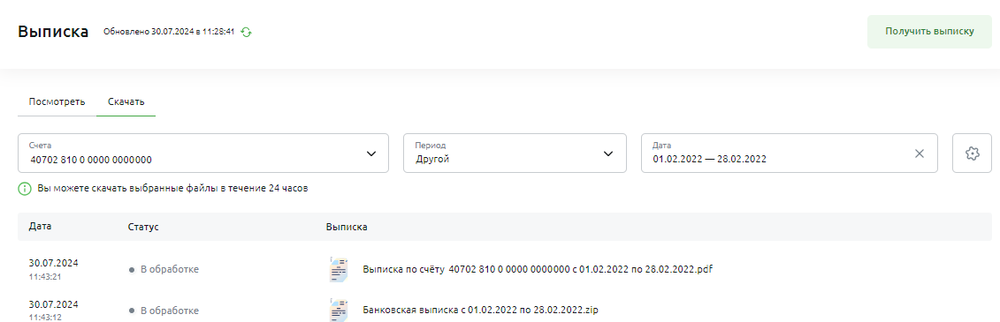 Выписка Обновлено 30.07.2024 в 11:28:41 Получить выписку
Посмотреть Скачать
Счета Период Дата
40702 810 0 0000 0000000 Другой 01.02.2022 — 28.02.2022
Вы можете скачать выбранные файлы в течение 24 часов
Дата Статус Выписка
30.07.2024
11:43:21 В обработке Выписка по счёту 40702 810 0 0000 0000000 с 01.02.2022 по 28.02.2022.pdf
30.07.2024
11:43:12 В обработке Банковская выписка с 01.02.2022 по 28.02.2022.zip